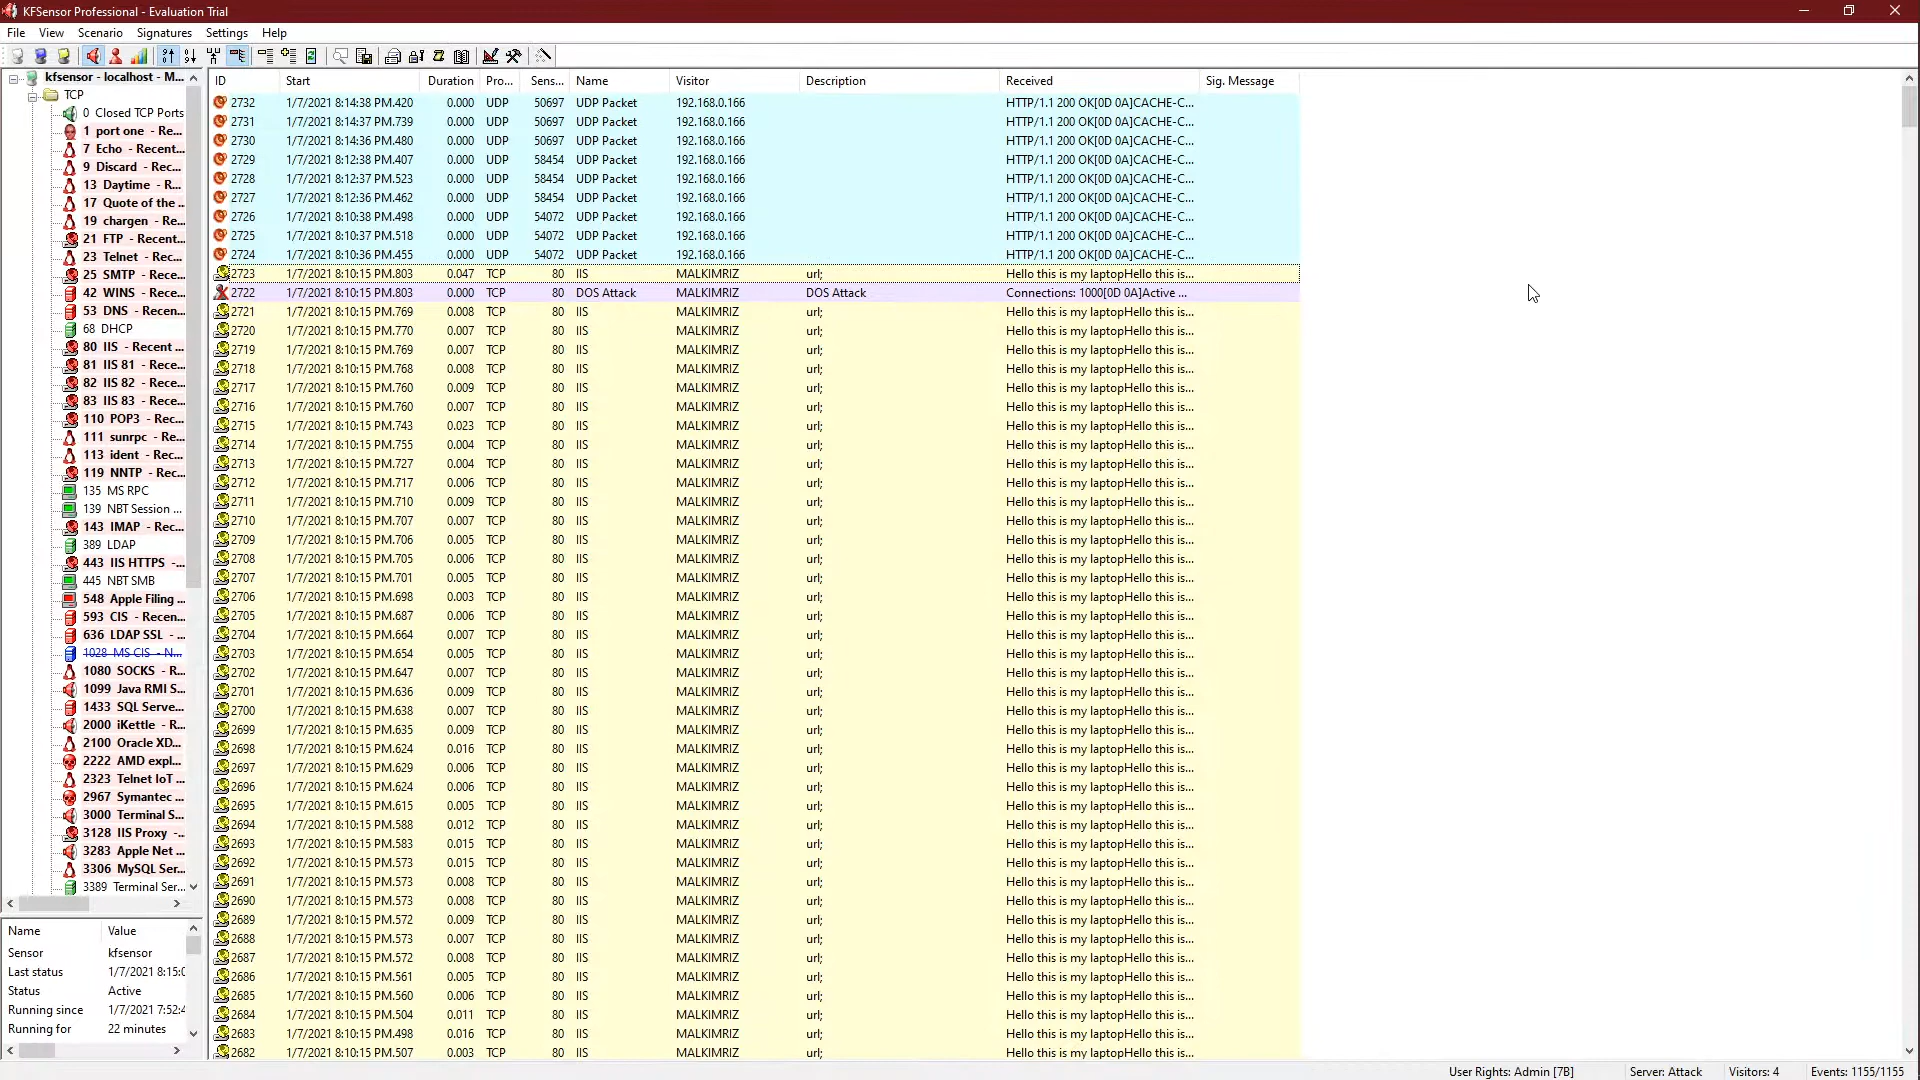 KFSensor Professional - Evaluation Trial
File View Scenario Signatures Settings Help
kfsensor - localhost - M...
TCP
0 Closed TCP Ports
1 port one - Re...
7 Echo - Recent...
9 Discard - Rec...
13 Daytime - R...
17 Quote of the ...
19 chargen - Re...
21 FTP - Recent...
23 Telnet - Rec...
25 SMTP - Recent...
42 WINS - Recen...
53 DNS - Recen...
68 DHCP
80 IIS - Recent ...
81 IIS 81 - Rece...
82 IIS 82 - Rece...
83 IIS 83 - Rece...
110 POP3 - Rec...
111 sunrpc - Re...
113 ident - Rec...
119 NNTP - Rec...
135 MS RPC
139 NBT Session ...
143 IMAP - Rec...
389 LDAP
443 IIS HTTPS -...
445 NBT SMB
548 Apple Filing ...
593 CIS - Recen...
636 LDAP SSL - ...
1028 MS CIS - N...
1080 SOCKS - R...
1099 Java RMI S...
1433 SQL Serve...
2000 iKettle - R...
2100 Oracle XD...
2222 AMD expl...
2323 Telnet IoT ...
2967 Symantec ...
3000 Terminal S...
3128 IIS Proxy -...
3283 Apple Net ...
3306 MySQL Ser...
3389 Terminal Ser...
Name Value
Sensor kfsensor
Last status 1/7/2021 8:15:0
Status Active
Running since 1/7/2021 7:52:4
Running for 22 minutes
ID Start Duration Pro... Sens... Name Visitor Description Received Sig. Message
2732 1/7/2021 8:14:38 PM.420 0.000 UDP 50697 UDP Packet 192.168.0.166 HTTP/1.1 200 OK[0D 0A]CACHE-C...
2731 1/7/2021 8:14:37 PM.739 0.000 UDP 50697 UDP Packet 192.168.0.166 HTTP/1.1 200 OK[0D 0A]CACHE-C...
2730 1/7/2021 8:14:36 PM.480 0.000 UDP 50697 UDP Packet 192.168.0.166 HTTP/1.1 200 OK[0D 0A]CACHE-C...
2729 1/7/2021 8:12:38 PM.407 0.000 UDP 58454 UDP Packet 192.168.0.166 HTTP/1.1 200 OK[0D 0A]CACHE-C...
2728 1/7/2021 8:12:37 PM.523 0.000 UDP 58454 UDP Packet 192.168.0.166 HTTP/1.1 200 OK[0D 0A]CACHE-C...
2727 1/7/2021 8:12:36 PM.462 0.000 UDP 58454 UDP Packet 192.168.0.166 HTTP/1.1 200 OK[0D 0A]CACHE-C...
2726 1/7/2021 8:10:38 PM.498 0.000 UDP 54072 UDP Packet 192.168.0.166 HTTP/1.1 200 OK[0D 0A]CACHE-C...
2725 1/7/2021 8:10:37 PM.518 0.000 UDP 54072 UDP Packet 192.168.0.166 HTTP/1.1 200 OK[0D 0A]CACHE-C...
2724 1/7/2021 8:10:36 PM.455 0.000 UDP 54072 UDP Packet 192.168.0.166 HTTP/1.1 200 OK[0D 0A]CACHE-C...
2723 1/7/2021 8:10:15 PM.803 0.047 TCP 80 IIS MALKIMRIZ url; Hello this is my laptopHello this is...
2722 1/7/2021 8:10:15 PM.803 0.000 TCP 80 DOS Attack MALKIMRIZ DOS Attack Connections: 1000[0D 0A]Active ...
2721 1/7/2021 8:10:15 PM.769 0.008 TCP 80 IIS MALKIMRIZ url; Hello this is my laptopHello this is...
2720 1/7/2021 8:10:15 PM.770 0.007 TCP 80 IIS MALKIMRIZ url; Hello this is my laptopHello this is...
2719 1/7/2021 8:10:15 PM.769 0.007 TCP 80 IIS MALKIMRIZ url; Hello this is my laptopHello this is...
2718 1/7/2021 8:10:15 PM.768 0.008 TCP 80 IIS MALKIMRIZ url; Hello this is my laptopHello this is...
2717 1/7/2021 8:10:15 PM.760 0.009 TCP 80 IIS MALKIMRIZ url; Hello this is my laptopHello this is...
2716 1/7/2021 8:10:15 PM.760 0.007 TCP 80 IIS MALKIMRIZ url; Hello this is my laptopHello this is...
2715 1/7/2021 8:10:15 PM.743 0.023 TCP 80 IIS MALKIMRIZ url; Hello this is my laptopHello this is...
2714 1/7/2021 8:10:15 PM.755 0.004 TCP 80 IIS MALKIMRIZ url; Hello this is my laptopHello this is...
2713 1/7/2021 8:10:15 PM.727 0.004 TCP 80 IIS MALKIMRIZ url; Hello this is my laptopHello this is...
2712 1/7/2021 8:10:15 PM.717 0.006 TCP 80 IIS MALKIMRIZ url; Hello this is my laptopHello this is...
2711 1/7/2021 8:10:15 PM.710 0.009 TCP 80 IIS MALKIMRIZ url; Hello this is my laptopHello this is...
2710 1/7/2021 8:10:15 PM.707 0.007 TCP 80 IIS MALKIMRIZ url; Hello this is my laptopHello this is...
2709 1/7/2021 8:10:15 PM.706 0.005 TCP 80 IIS MALKIMRIZ url; Hello this is my laptopHello this is...
2708 1/7/2021 8:10:15 PM.705 0.006 TCP 80 IIS MALKIMRIZ url; Hello this is my laptopHello this is...
2707 1/7/2021 8:10:15 PM.701 0.005 TCP 80 IIS MALKIMRIZ url; Hello this is my laptopHello this is...
2706 1/7/2021 8:10:15 PM.698 0.003 TCP 80 IIS MALKIMRIZ url; Hello this is my laptopHello this is...
2705 1/7/2021 8:10:15 PM.687 0.006 TCP 80 IIS MALKIMRIZ url; Hello this is my laptopHello this is...
2704 1/7/2021 8:10:15 PM.664 0.007 TCP 80 IIS MALKIMRIZ url; Hello this is my laptopHello this is...
2703 1/7/2021 8:10:15 PM.654 0.005 TCP 80 IIS MALKIMRIZ url; Hello this is my laptopHello this is...
2702 1/7/2021 8:10:15 PM.647 0.007 TCP 80 IIS MALKIMRIZ url; Hello this is my laptopHello this is...
2701 1/7/2021 8:10:15 PM.636 0.009 TCP 80 IIS MALKIMRIZ url; Hello this is my laptopHello this is...
2700 1/7/2021 8:10:15 PM.638 0.007 TCP 80 IIS MALKIMRIZ url; Hello this is my laptopHello this is...
2699 1/7/2021 8:10:15 PM.635 0.009 TCP 80 IIS MALKIMRIZ url; Hello this is my laptopHello this is...
2698 1/7/2021 8:10:15 PM.624 0.016 TCP 80 IIS MALKIMRIZ url; Hello this is my laptopHello this is...
2697 1/7/2021 8:10:15 PM.629 0.006 TCP 80 IIS MALKIMRIZ url; Hello this is my laptopHello this is...
2696 1/7/2021 8:10:15 PM.624 0.006 TCP 80 IIS MALKIMRIZ url; Hello this is my laptopHello this is...
2695 1/7/2021 8:10:15 PM.615 0.005 TCP 80 IIS MALKIMRIZ url; Hello this is my laptopHello this is...
2694 1/7/2021 8:10:15 PM.588 0.012 TCP 80 IIS MALKIMRIZ url; Hello this is my laptopHello this is...
2693 1/7/2021 8:10:15 PM.583 0.015 TCP 80 IIS MALKIMRIZ url; Hello this is my laptopHello this is...
2692 1/7/2021 8:10:15 PM.573 0.015 TCP 80 IIS MALKIMRIZ url; Hello this is my laptopHello this is...
2691 1/7/2021 8:10:15 PM.573 0.008 TCP 80 IIS MALKIMRIZ url; Hello this is my laptopHello this is...
2690 1/7/2021 8:10:15 PM.573 0.008 TCP 80 IIS MALKIMRIZ url; Hello this is my laptopHello this is...
2689 1/7/2021 8:10:15 PM.572 0.009 TCP 80 IIS MALKIMRIZ url; Hello this is my laptopHello this is...
2688 1/7/2021 8:10:15 PM.573 0.007 TCP 80 IIS MALKIMRIZ url; Hello this is my laptopHello this is...
2687 1/7/2021 8:10:15 PM.572 0.008 TCP 80 IIS MALKIMRIZ url; Hello this is my laptopHello this is...
2686 1/7/2021 8:10:15 PM.561 0.005 TCP 80 IIS MALKIMRIZ url; Hello this is my laptopHello this is...
2685 1/7/2021 8:10:15 PM.560 0.006 TCP 80 IIS MALKIMRIZ url; Hello this is my laptopHello this is...
2684 1/7/2021 8:10:15 PM.504 0.011 TCP 80 IIS MALKIMRIZ url; Hello this is my laptopHello this is...
2683 1/7/2021 8:10:15 PM.498 0.016 TCP 80 IIS MALKIMRIZ url; Hello this is my laptopHello this is...
2682 1/7/2021 8:10:15 PM.507 0.003 TCP 80 IIS MALKIMRIZ url; Hello this is my laptopHello this is...
User Rights: Admin [7B] Server: Attack Visitors: 4 Events: 1155/1155